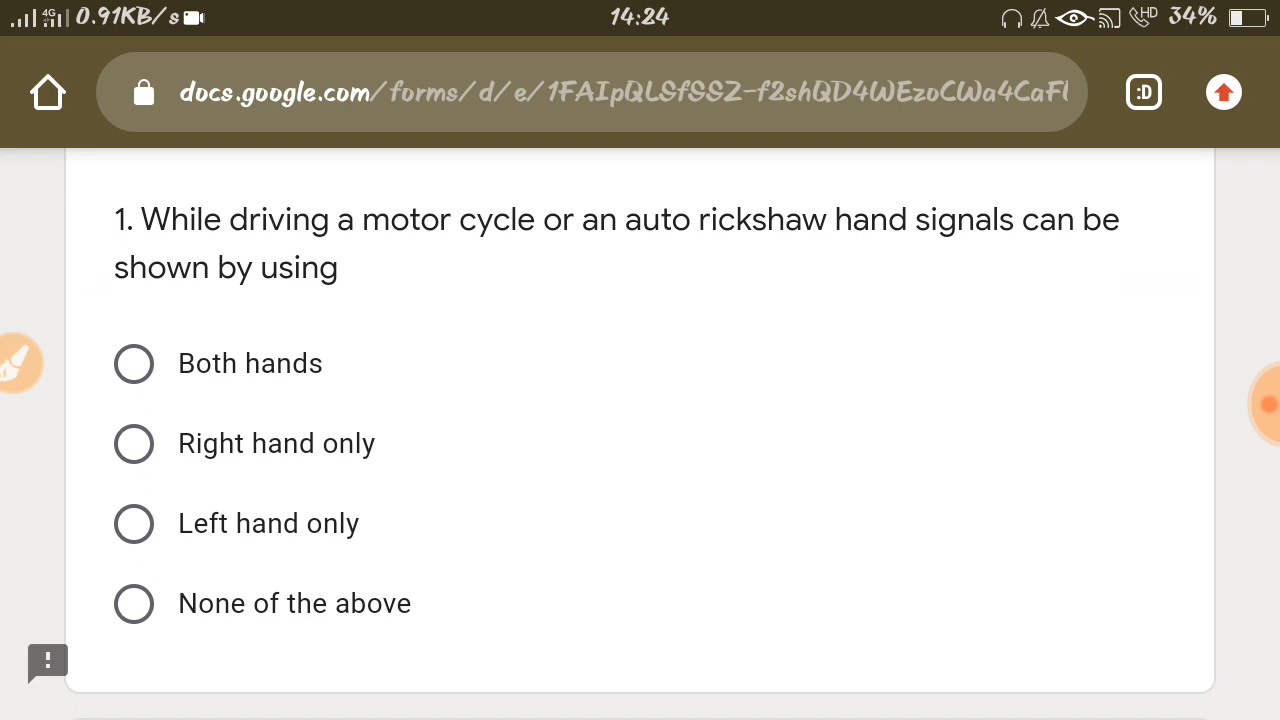 4G 0.91KB/s 14:24 HD 34%
docs.google.com/forms/d/e/1FAIpQLSfSSZ-f2shQD4WEzoCWa4CaF :D
1. While driving a motor cycle or an auto rickshaw hand signals can be
shown by using
Both hands
Right hand only
Left hand only
None of the above
!